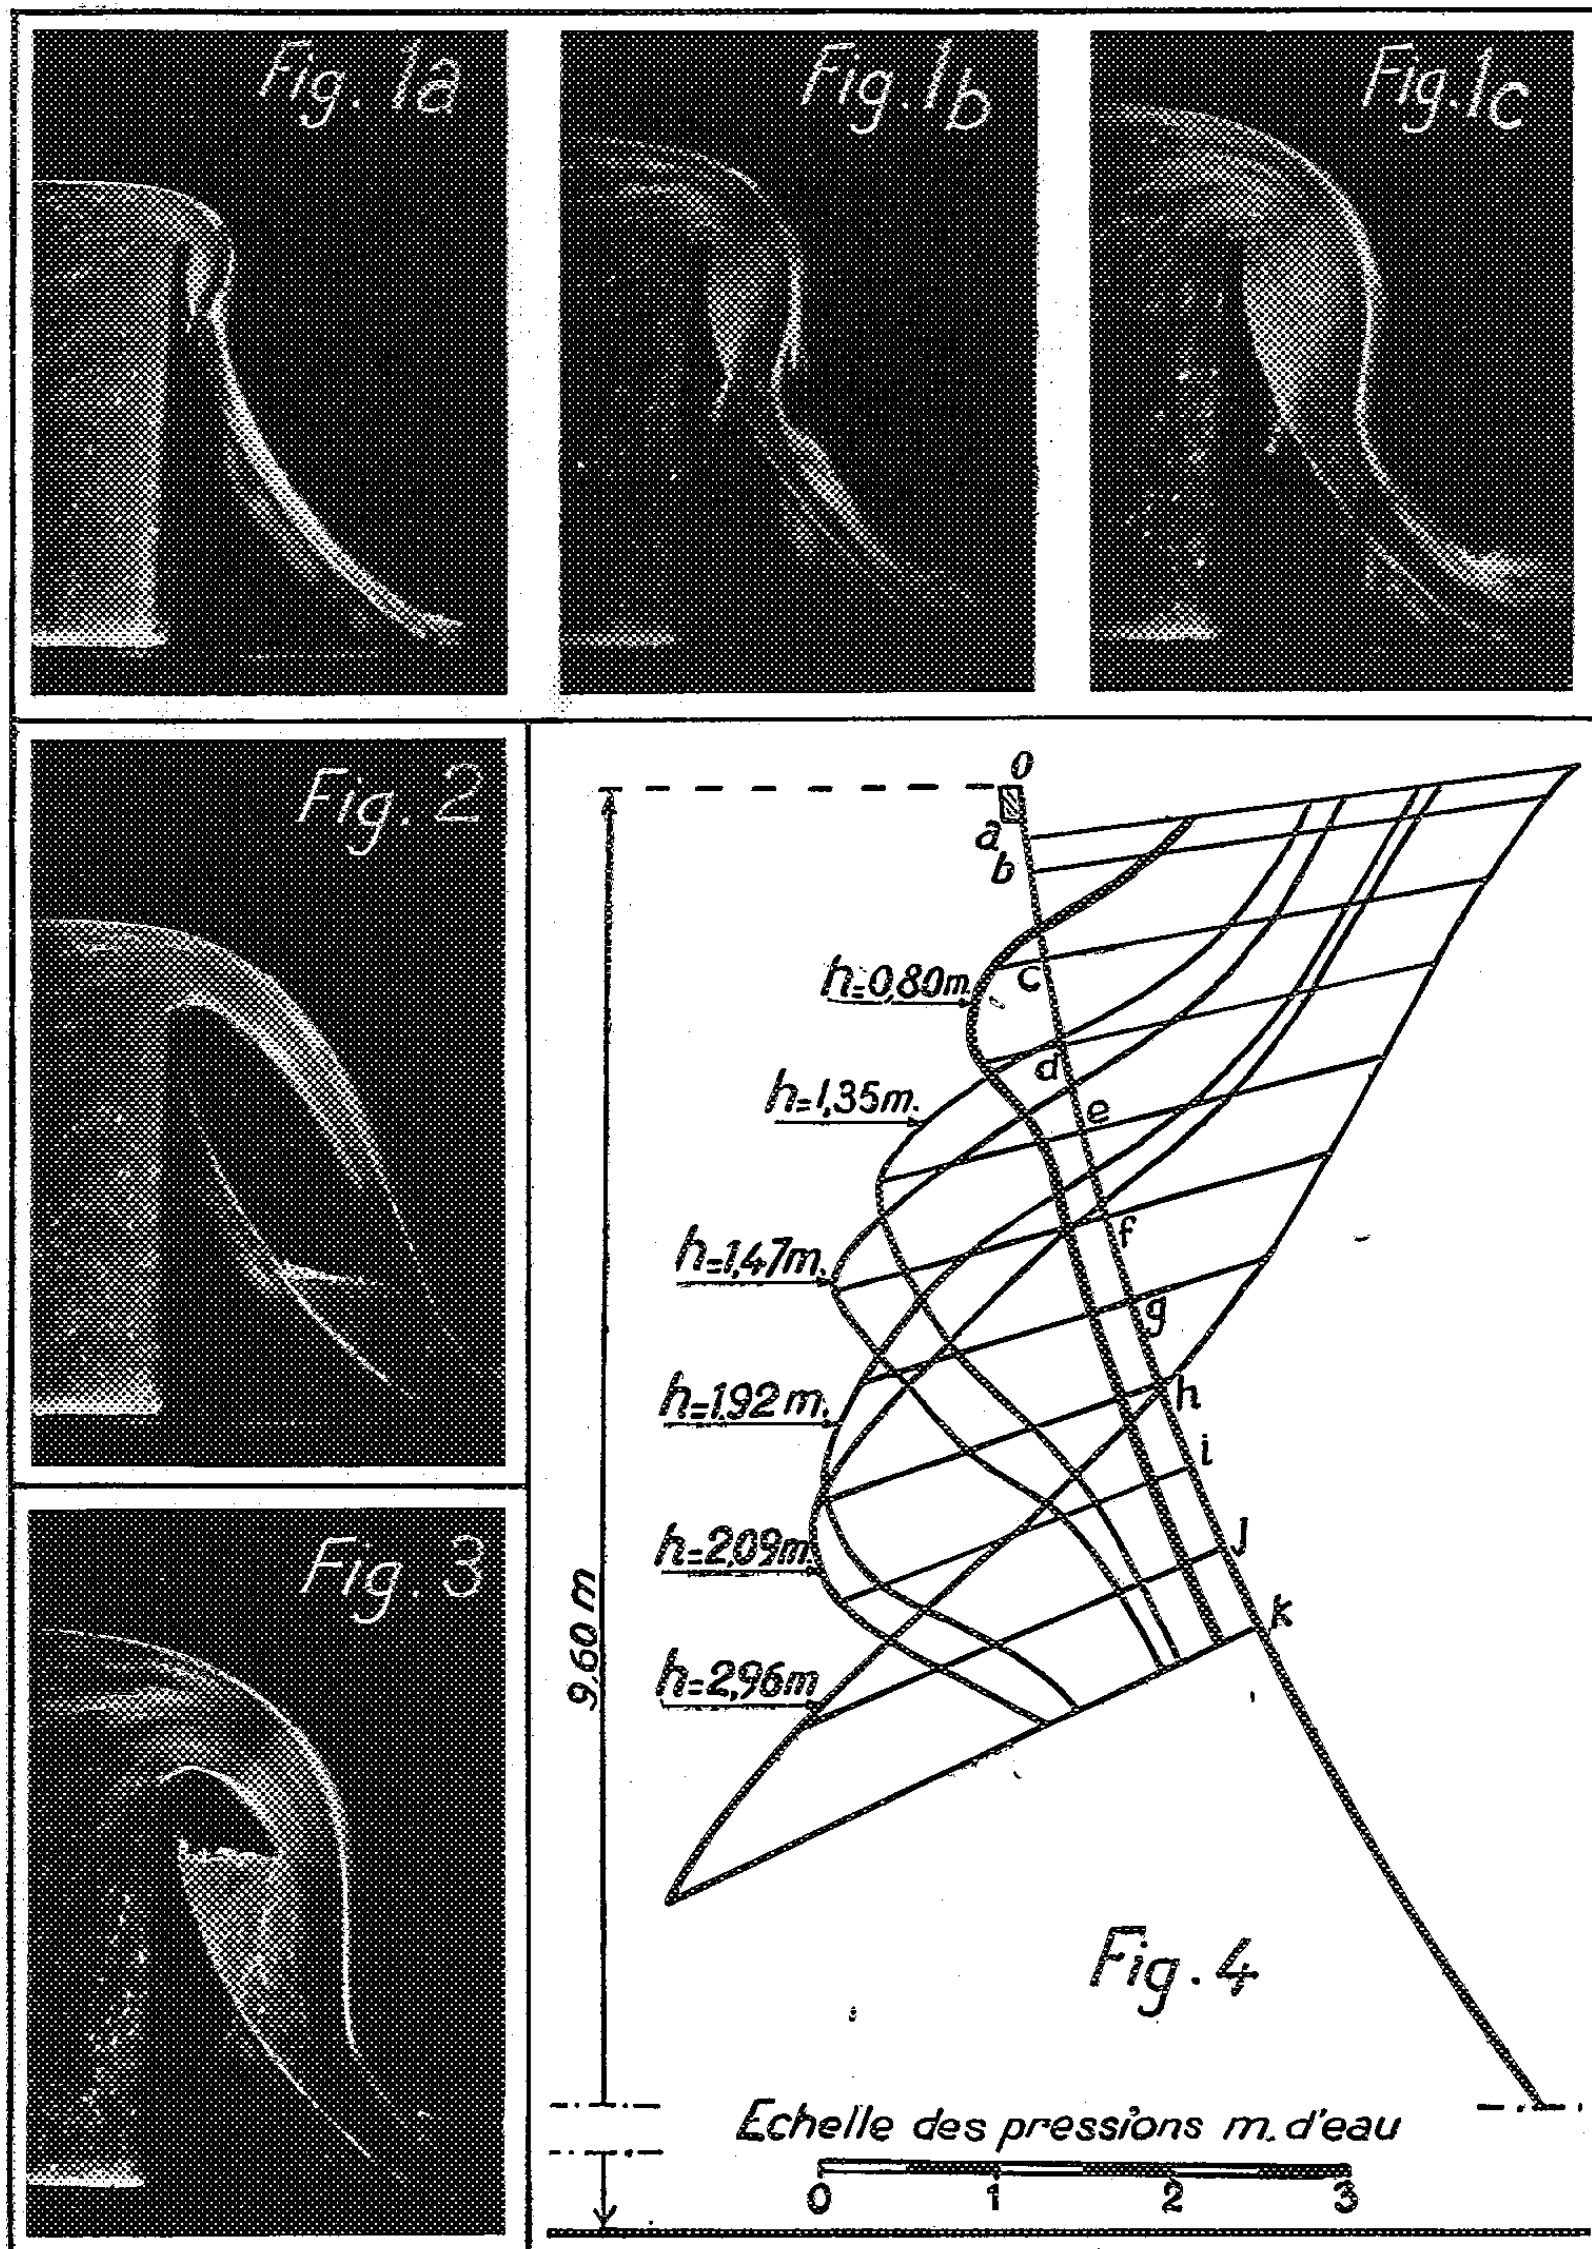 Fig. 1a
Fig. 1b
Fig. 1c
Fig. 2
Fig. 3
O
a
b
c
h=0,80m.
d
h=1,35m.
e
f
h=1,47m.
g
h
h=1,92m.
i
j
h=2,09m.
k
h=2,96m
9,60 m
Fig. 4
Echelle des pressions m. d'eau
0 1 2 3